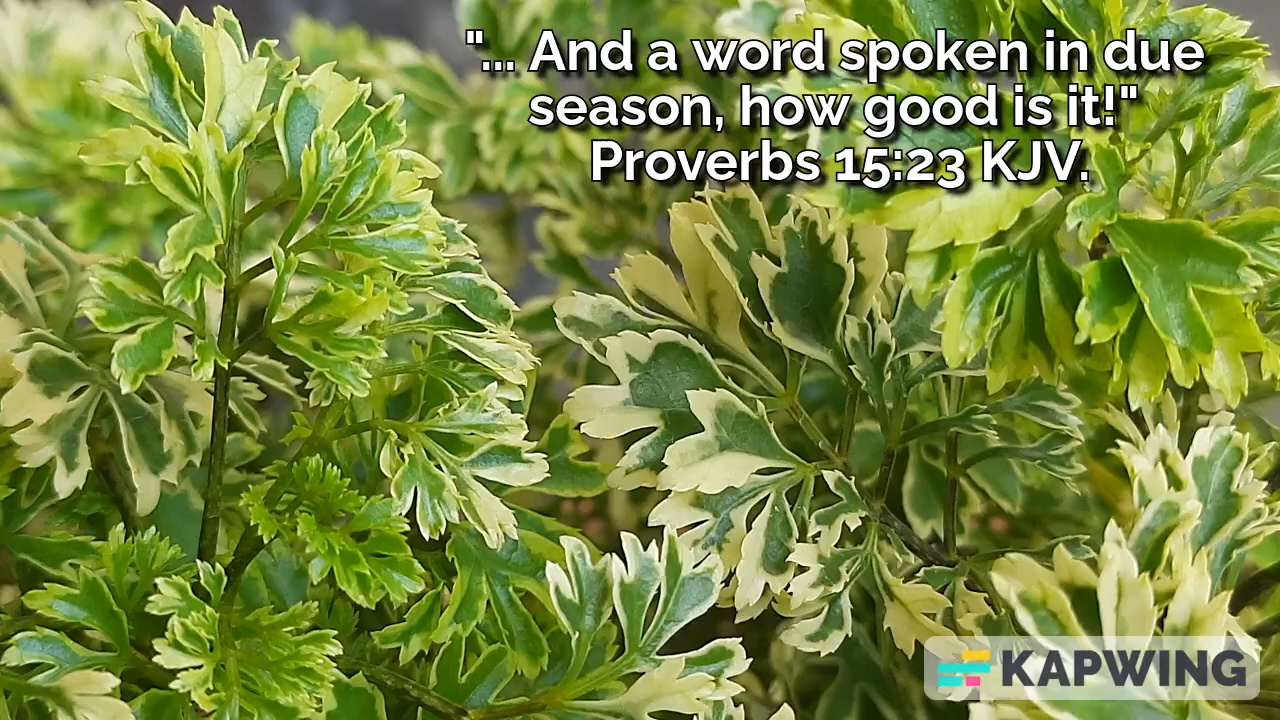 "... And a word spoken in due
season, how good is it!"
Proverbs 15:23 KJV.
KAPWING